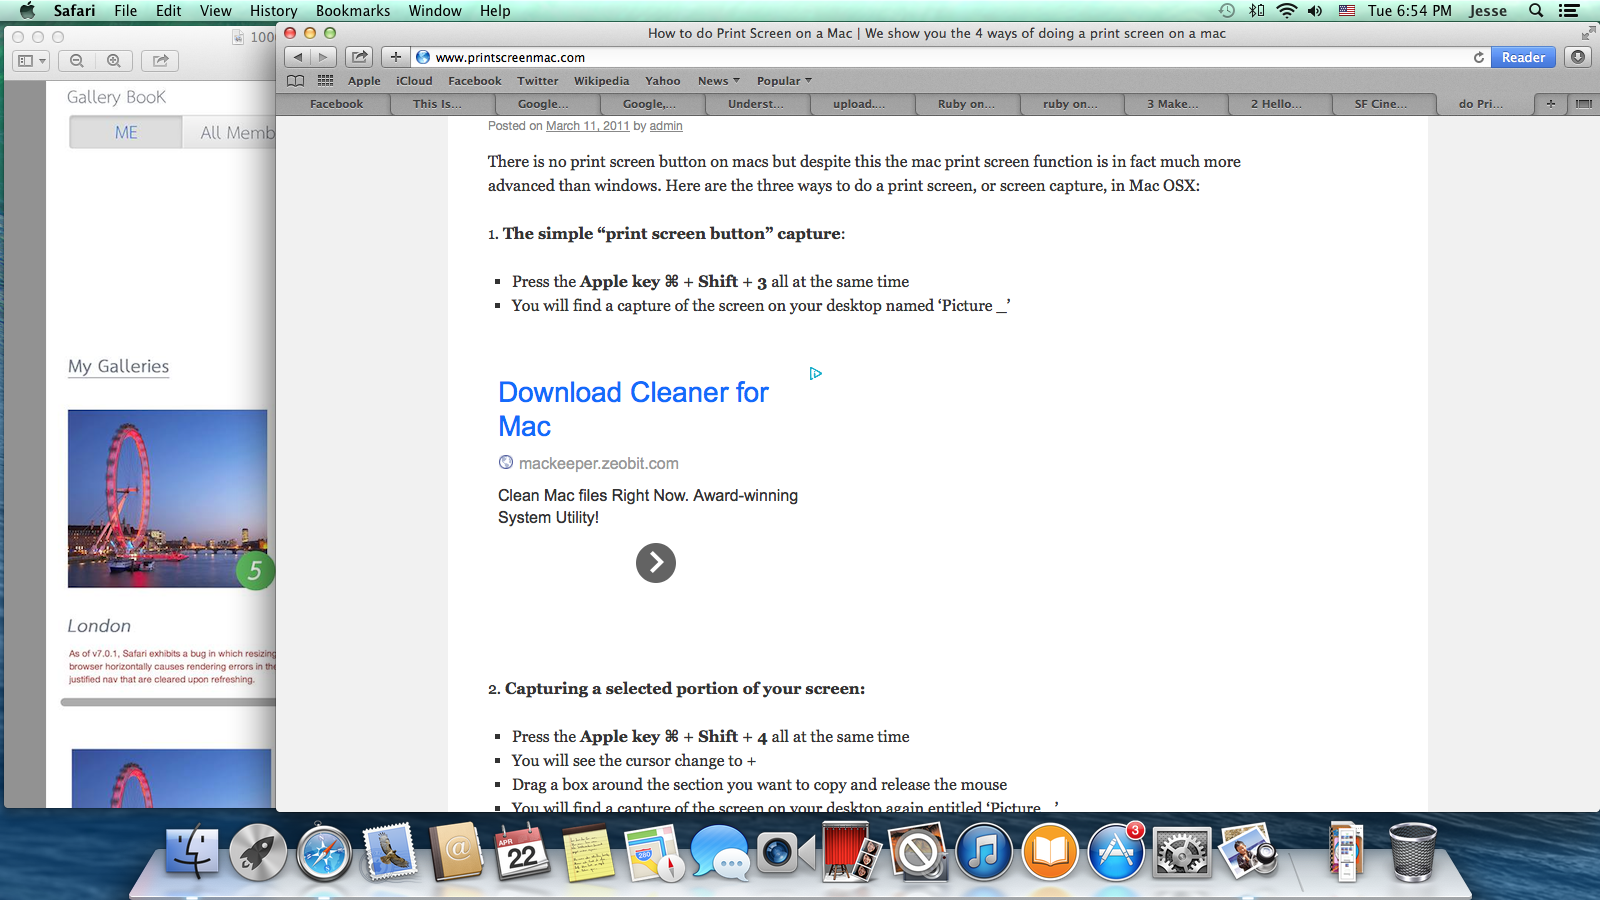 Safari File Edit View History Bookmarks Window Help
Tue 6:54 PM Jesse
100
How to do Print Screen on a Mac | We show you the 4 ways of doing a print screen on a mac
www.printscreenmac.com
Reader
Apple iCloud Facebook Twitter Wikipedia Yahoo News Popular
Facebook This Is... Google... Google,... Underst... upload.... Ruby on... ruby on... 3 Make... 2 Hello... SF Cine... do Pri...
Gallery BooK
ME All Memb
My Galleries
5
London
As of v7.0.1, Safari exhibits a bug in which resizing
browser horizontally causes rendering errors in the
justified nav that are cleared upon refreshing.
Posted on March 11, 2011 by admin
There is no print screen button on macs but despite this the mac print screen function is in fact much more
advanced than windows. Here are the three ways to do a print screen, or screen capture, in Mac OSX:
1. The simple “print screen button” capture:
▪ Press the Apple key ⌘ + Shift + 3 all at the same time
▪ You will find a capture of the screen on your desktop named ‘Picture _’
Download Cleaner for
Mac
mackeeper.zeobit.com
Clean Mac files Right Now. Award-winning
System Utility!
2. Capturing a selected portion of your screen:
▪ Press the Apple key ⌘ + Shift + 4 all at the same time
▪ You will see the cursor change to +
▪ Drag a box around the section you want to copy and release the mouse
▪ You will find a capture of the screen on your desktop again entitled ‘Picture _’
APR
22
280
3